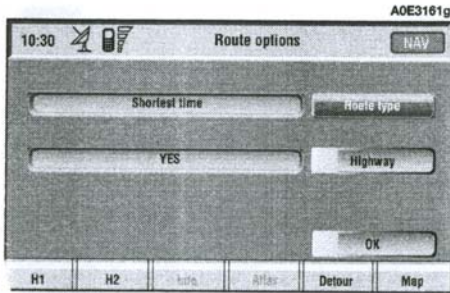 A0E3161g
10:30 Route options NAV
Shortest time Route type
YES Highway
OK
H1 H2 Info Atlas Detour Map